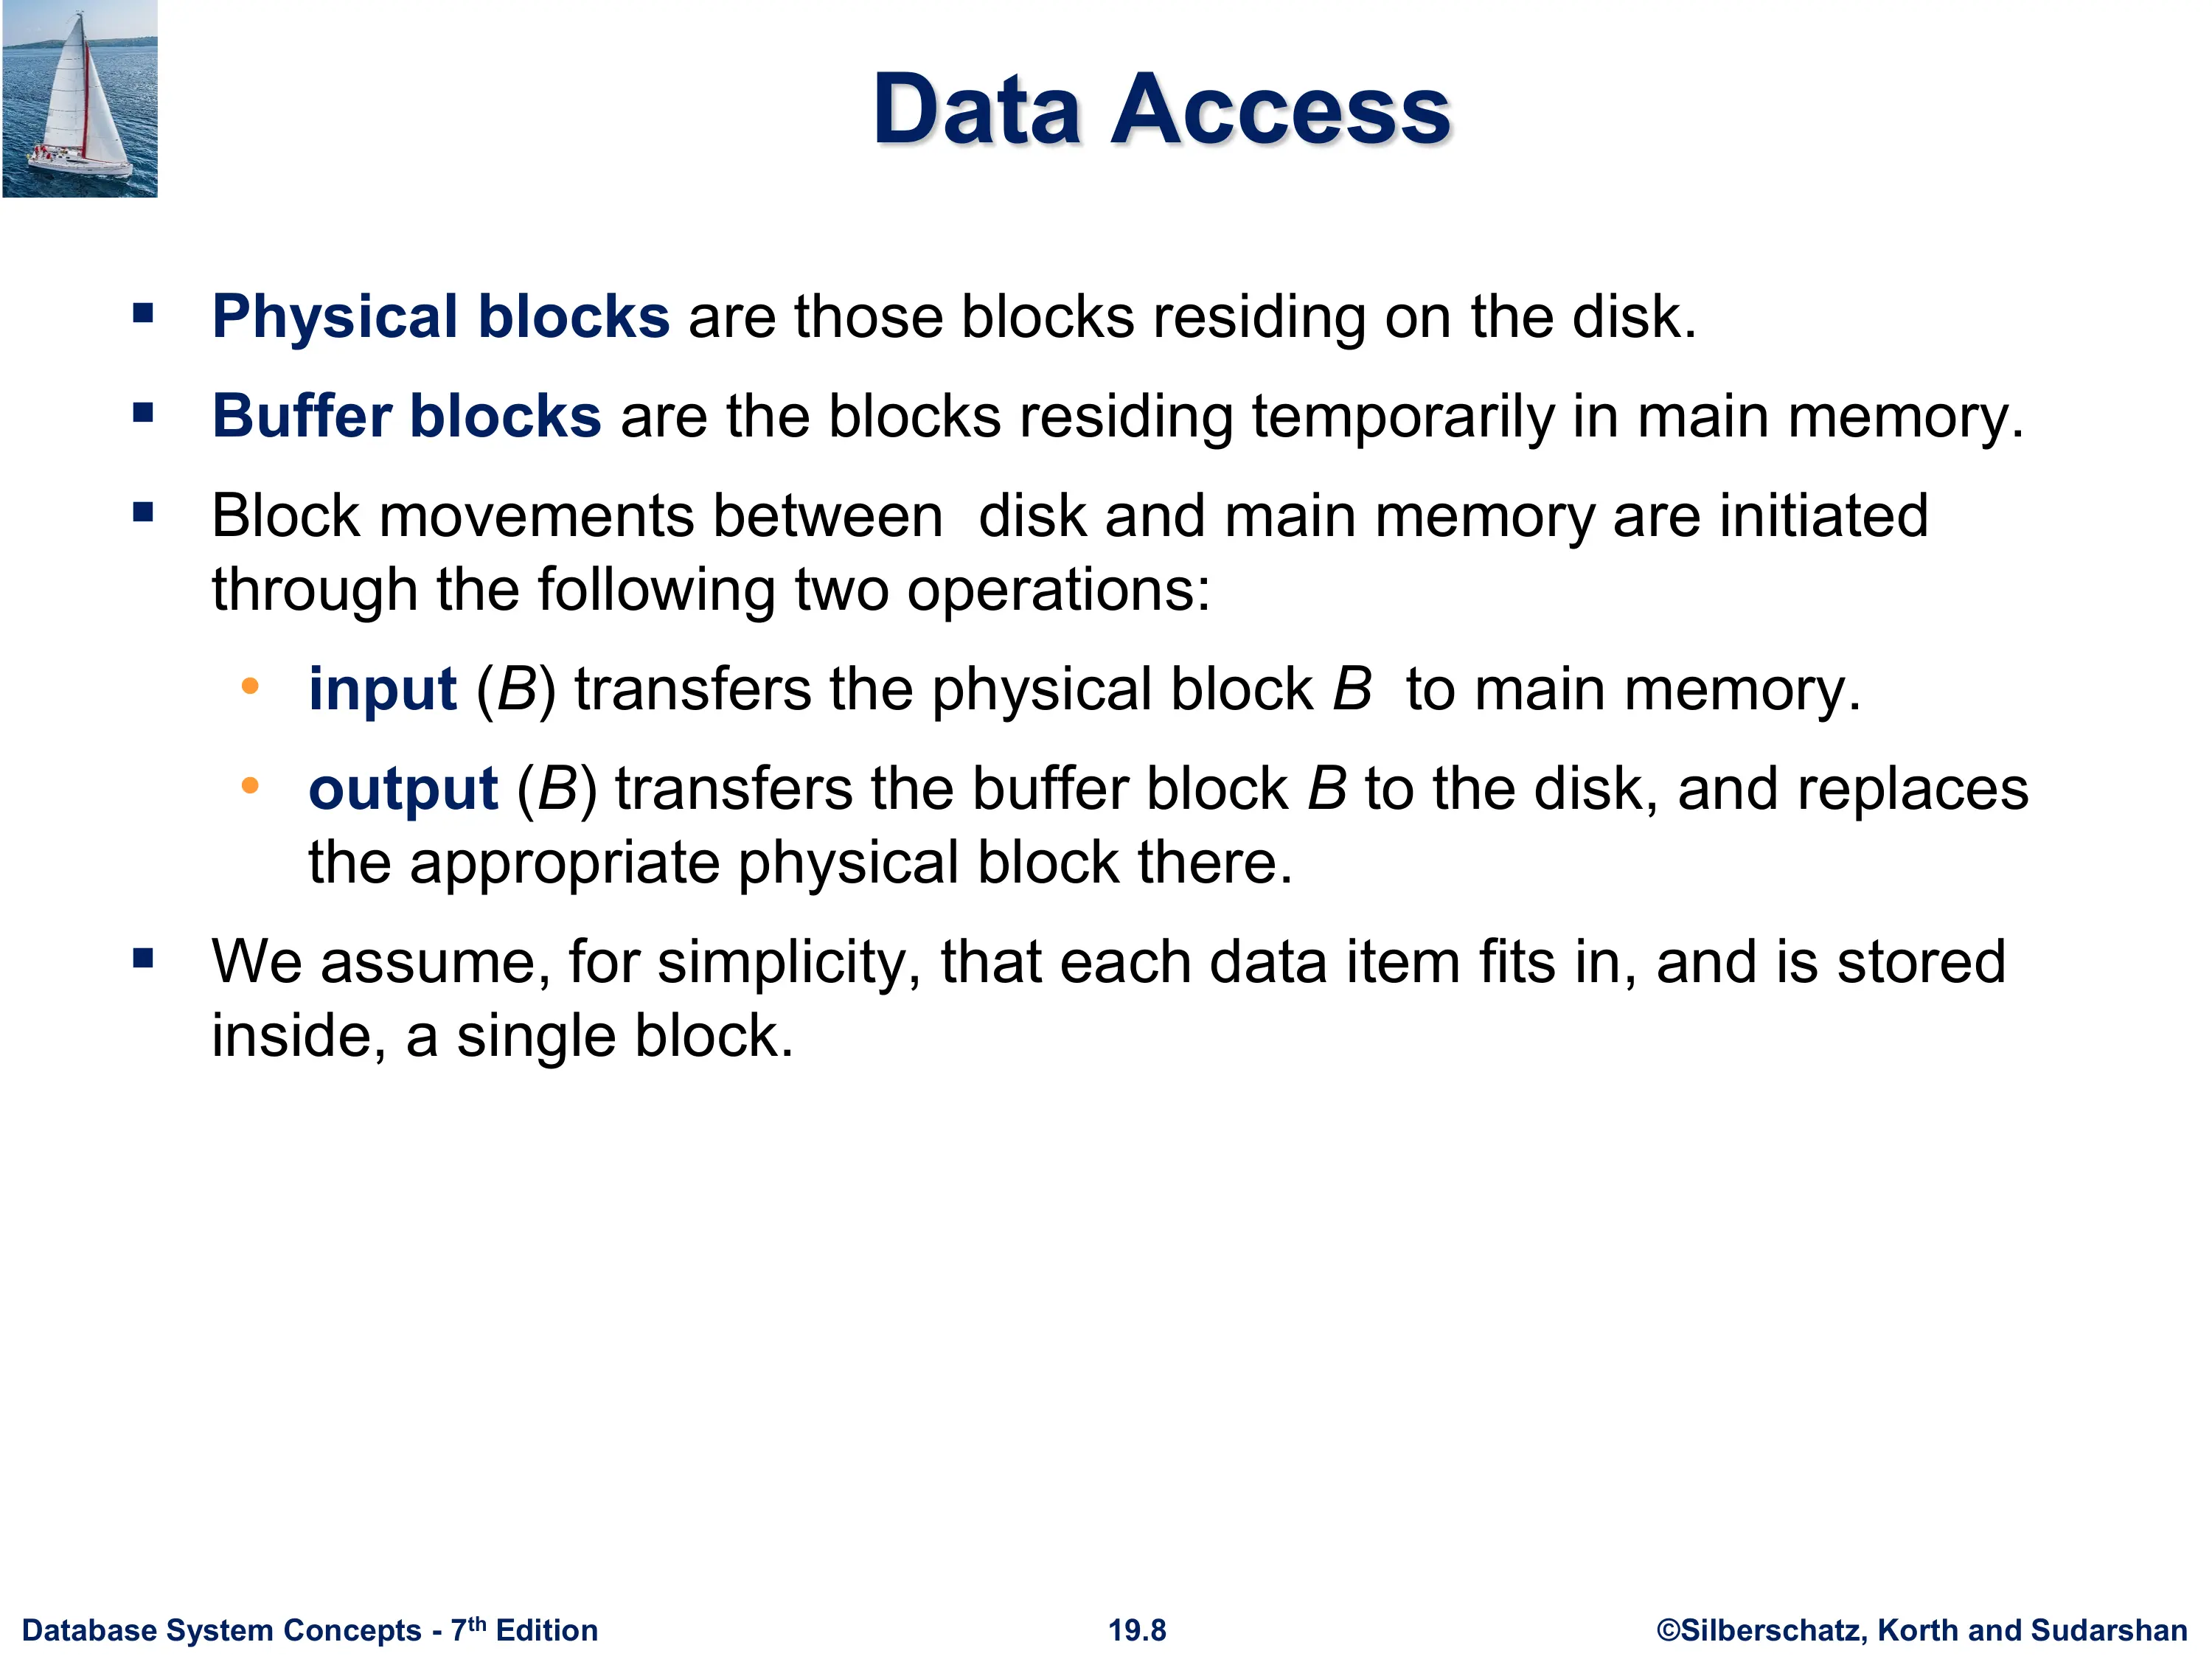 Data Access
▪ Physical blocks are those blocks residing on the disk.
▪ Buffer blocks are the blocks residing temporarily in main memory.
▪ Block movements between  disk and main memory are initiated
through the following two operations:
• input (B) transfers the physical block B  to main memory.
• output (B) transfers the buffer block B to the disk, and replaces
the appropriate physical block there.
▪ We assume, for simplicity, that each data item fits in, and is stored
inside, a single block.
Database System Concepts - 7th Edition
19.8
©Silberschatz, Korth and Sudarshan